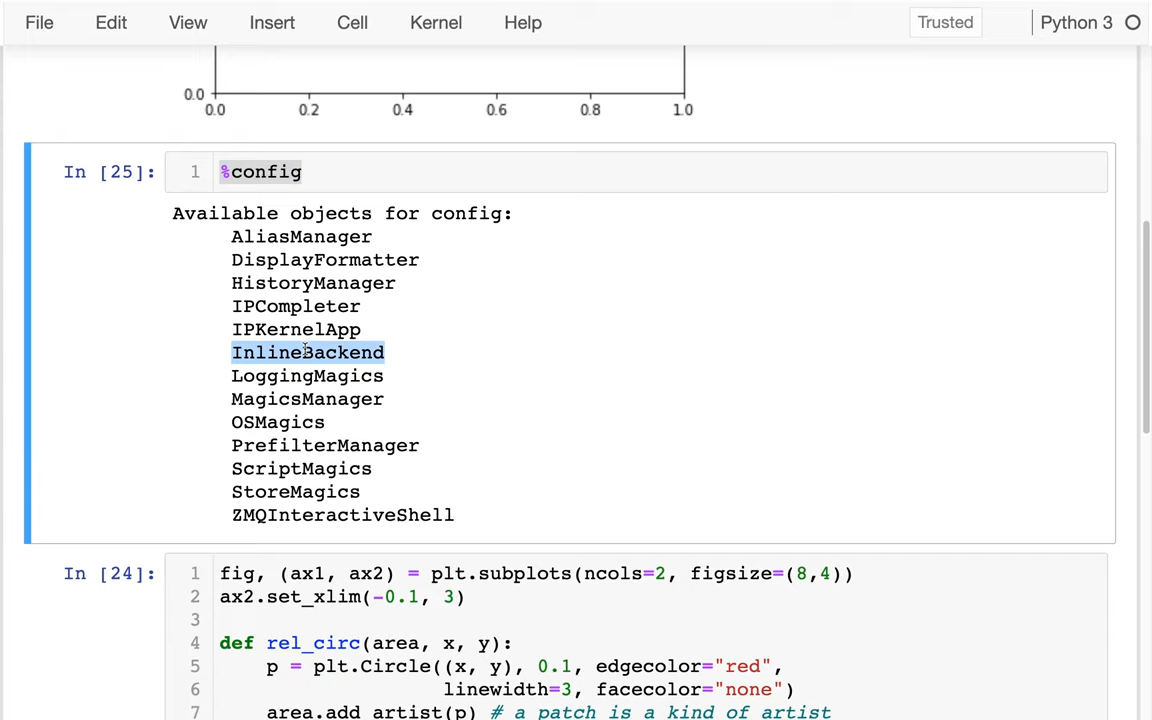 File Edit View Insert Cell Kernel Help Trusted Python 3
0.0
0.0 0.2 0.4 0.6 0.8 1.0
In [25]: 1 %config
Available objects for config:
AliasManager
DisplayFormatter
HistoryManager
IPCompleter
IPKernelApp
InlineBackend
LoggingMagics
MagicsManager
OSMagics
PrefilterManager
ScriptMagics
StoreMagics
ZMQInteractiveShell
In [24]: 1 fig, (ax1, ax2) = plt.subplots(ncols=2, figsize=(8,4))
2 ax2.set_xlim(-0.1, 3)
3
4 def rel_circ(area, x, y):
5 p = plt.Circle((x, y), 0.1, edgecolor="red",
6 linewidth=3, facecolor="none")
7 area.add_artist(p) # a patch is a kind of artist